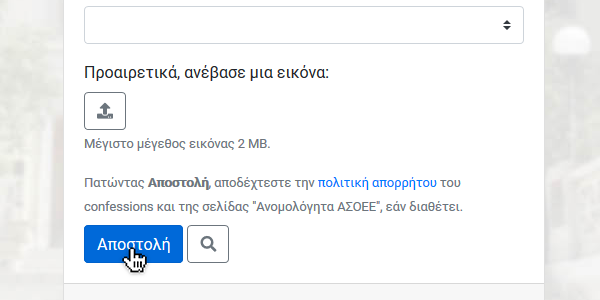 Προαιρετικά, ανέβασε μια εικόνα:
Μέγιστο μέγεθος εικόνας 2 MB.
Πατώντας Αποστολή, αποδέχτεστε την πολιτική απορρήτου του
confessions και της σελίδας "Ανομολόγητα ΑΣΟΕΕ", εάν διαθέτει.
Αποστολή